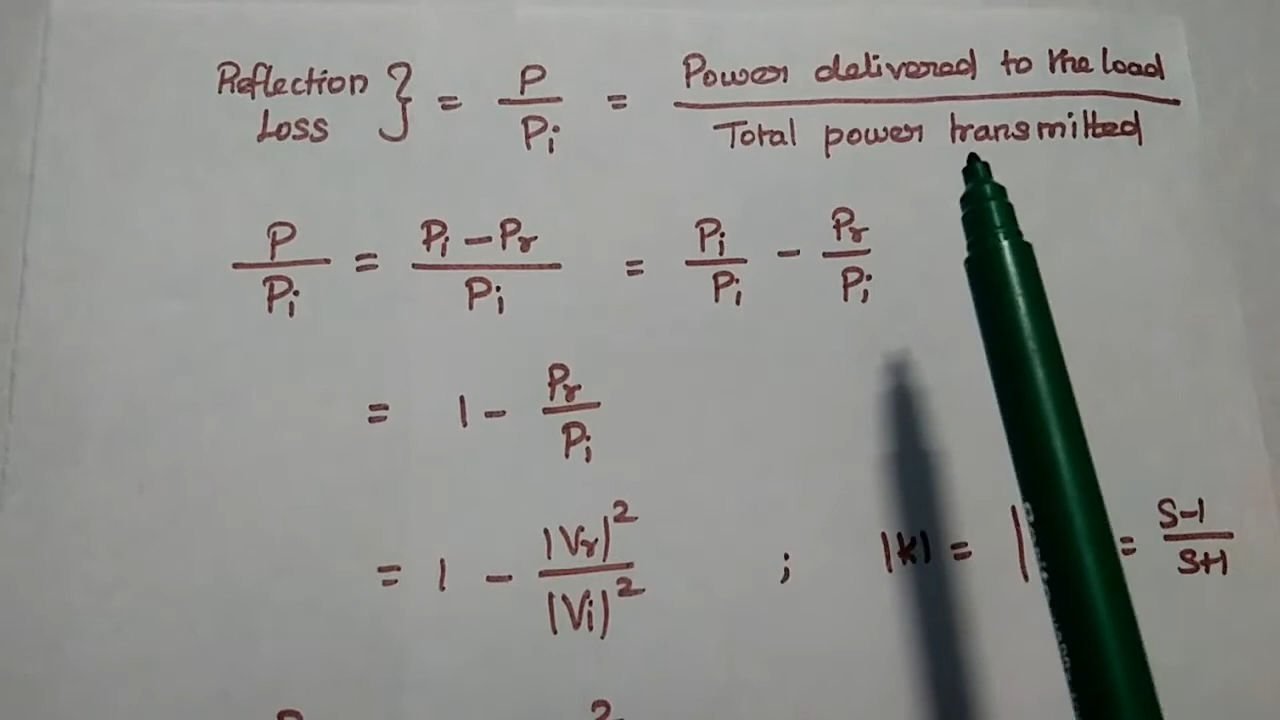 Reflection Loss } = P / Pi = Power delivered to the load / Total power transmitted
P / Pi = Pi - Pr / Pi = Pi / Pi - Pr / Pi
= 1 - Pr / Pi
= 1 - |Vr|² / |Vi|² ; |K| = | = S-1 / S+1